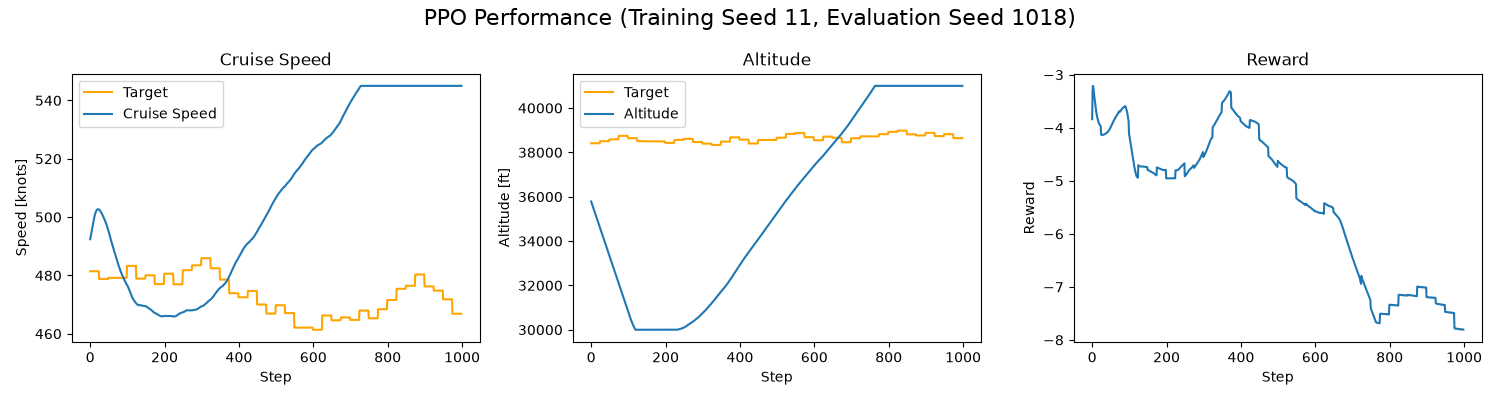 PPO Performance (Training Seed 11, Evaluation Seed 1018)
Cruise Speed
Speed [knots]
540
520
500
480
460
Target
Cruise Speed
0 200 400 600 800 1000
Step
Altitude
Altitude [ft]
40000
38000
36000
34000
32000
30000
Target
Altitude
0 200 400 600 800 1000
Step
Reward
Reward
−3
−4
−5
−6
−7
−8
0 200 400 600 800 1000
Step